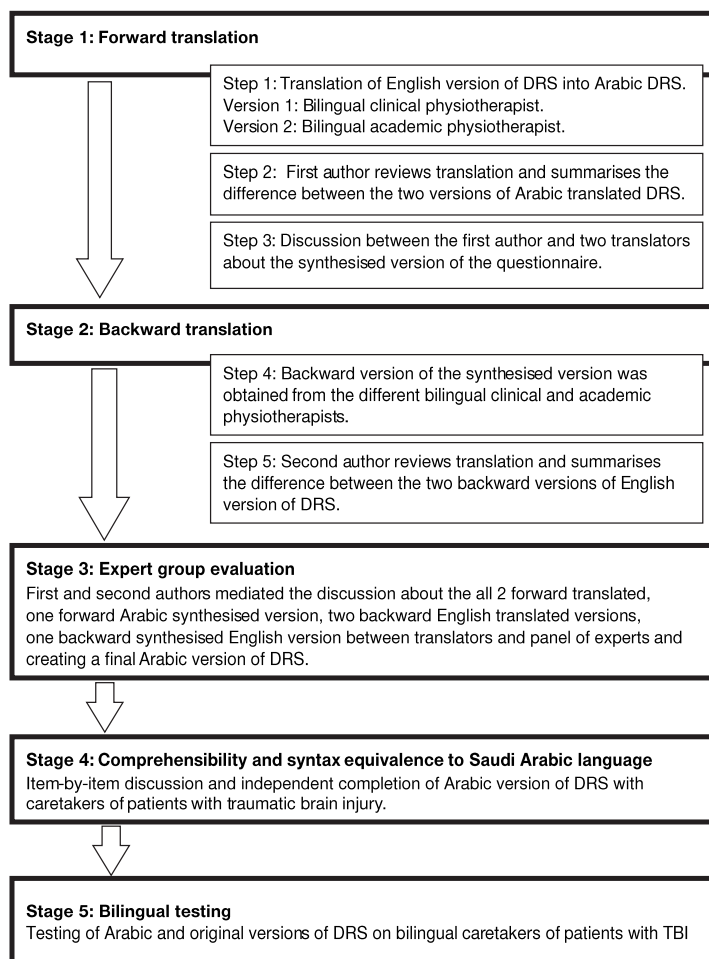 Stage 1: Forward translation
Step 1: Translation of English version of DRS into Arabic DRS.
Version 1: Bilingual clinical physiotherapist.
Version 2: Bilingual academic physiotherapist.
Step 2:  First author reviews translation and summarises the
difference between the two versions of Arabic translated DRS.
Step 3: Discussion between the first author and two translators
about the synthesised version of the questionnaire.
Stage 2: Backward translation
Step 4: Backward version of the synthesised version was
obtained from the different bilingual clinical and academic
physiotherapists.
Step 5: Second author reviews translation and summarises
the difference between the two backward versions of English
version of DRS.
Stage 3: Expert group evaluation
First and second authors mediated the discussion about the all 2 forward translated,
one forward Arabic synthesised version, two backward English translated versions,
one backward synthesised English version between translators and panel of experts and
creating a final Arabic version of DRS.
Stage 4: Comprehensibility and syntax equivalence to Saudi Arabic language
Item-by-item discussion and independent completion of Arabic version of DRS with
caretakers of patients with traumatic brain injury.
Stage 5: Bilingual testing
Testing of Arabic and original versions of DRS on bilingual caretakers of patients with TBI